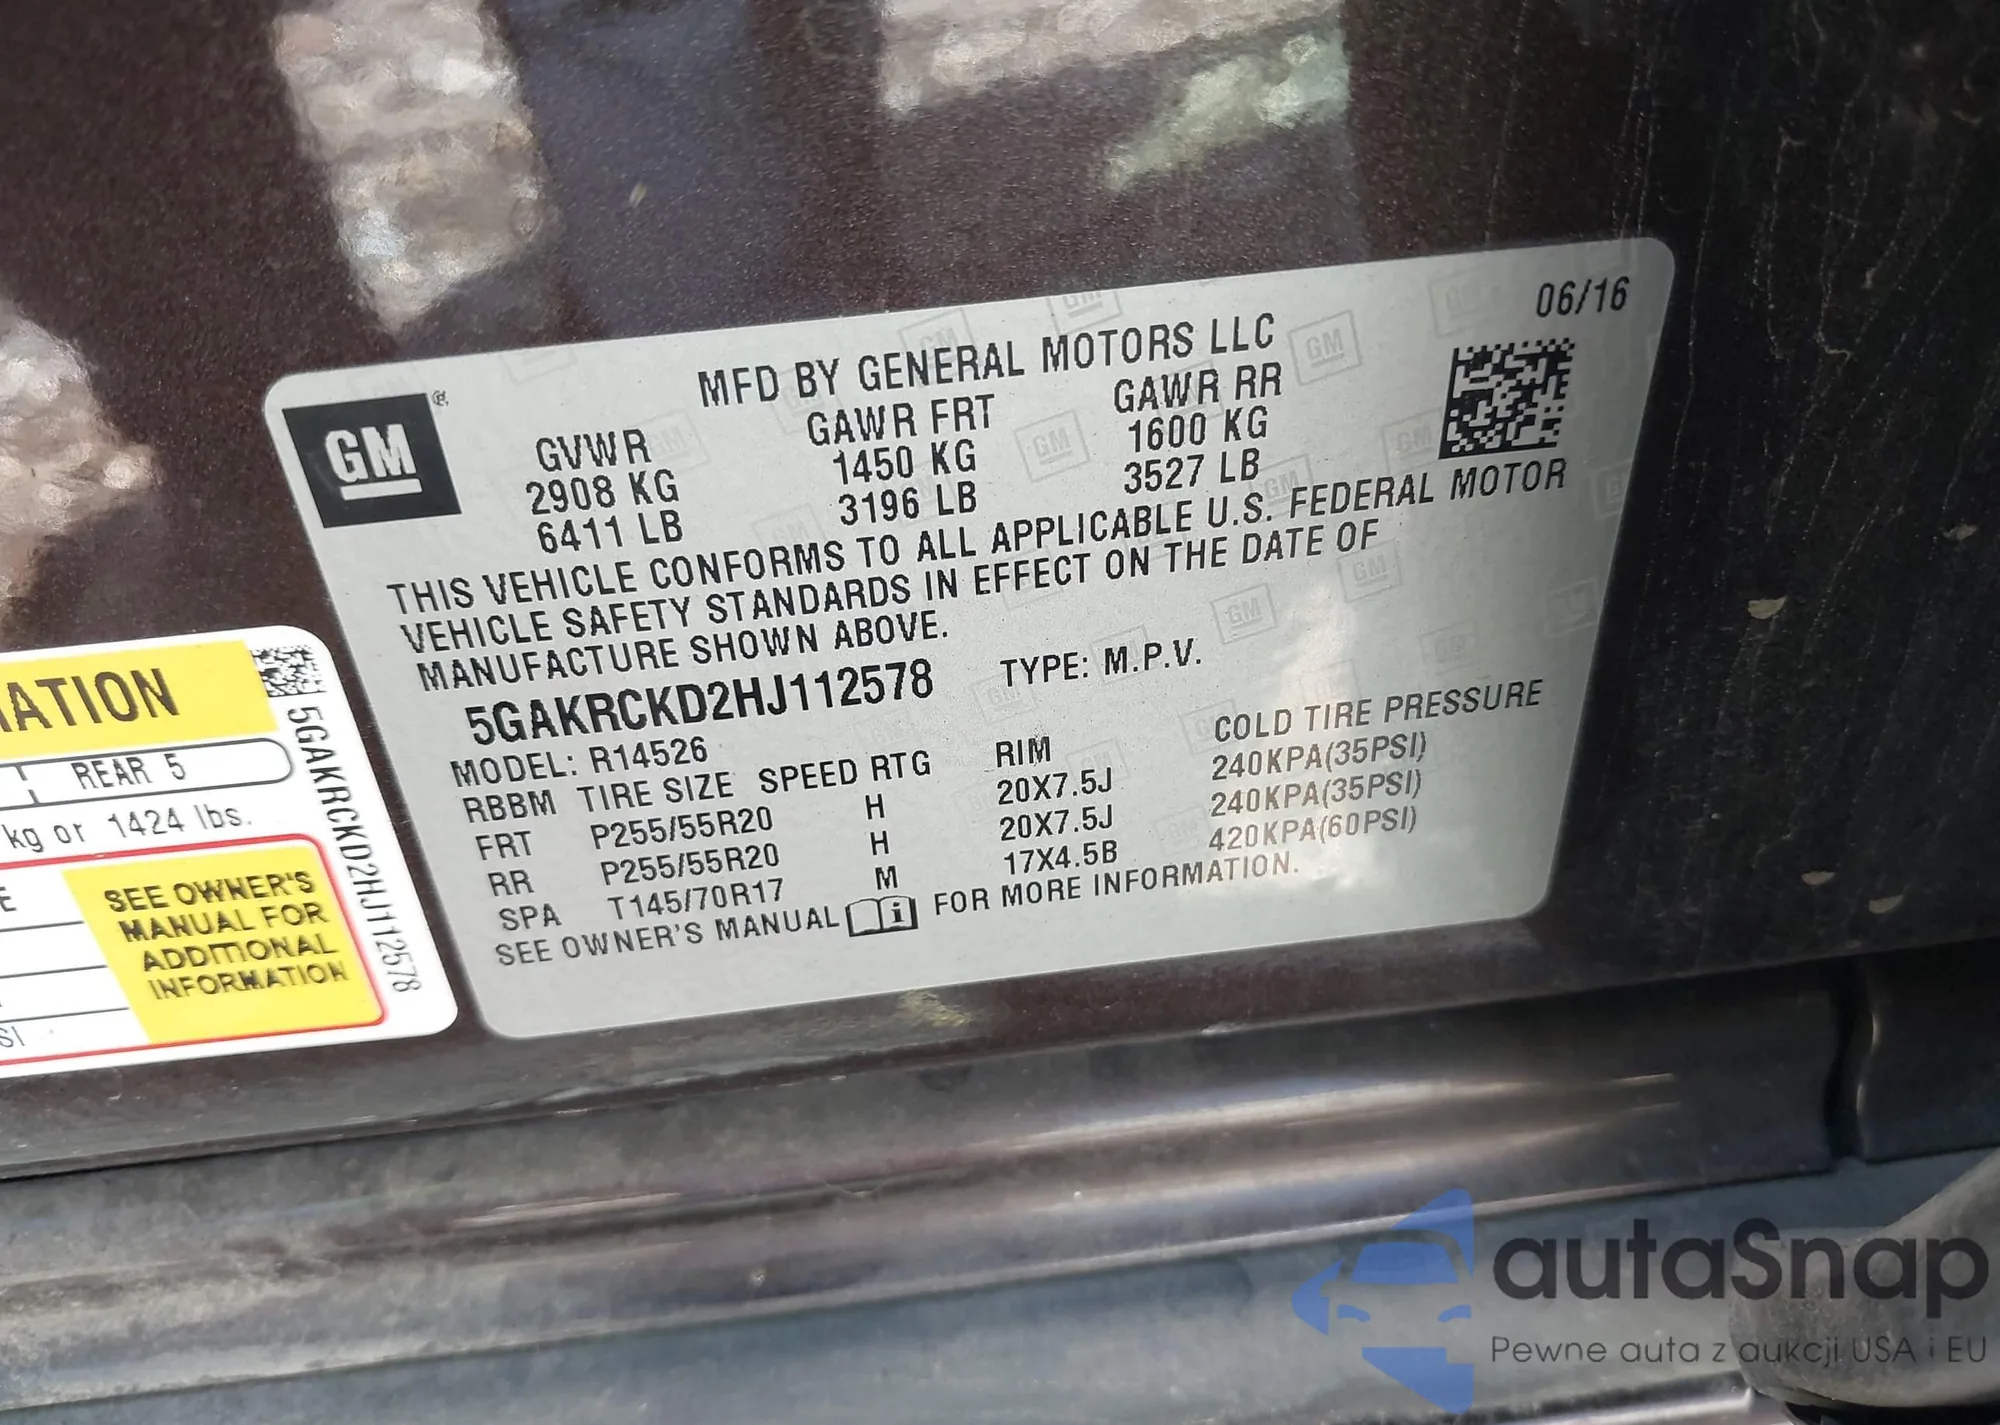 06/16
MFD BY GENERAL MOTORS LLC
GM®
GVWR GAWR FRT GAWR RR
2908 KG 1450 KG 1600 KG
6411 LB 3196 LB 3527 LB
THIS VEHICLE CONFORMS TO ALL APPLICABLE U.S. FEDERAL MOTOR
VEHICLE SAFETY STANDARDS IN EFFECT ON THE DATE OF
MANUFACTURE SHOWN ABOVE.
5GAKRCKD2HJ112578 TYPE: M.P.V.
MODEL: R14526
RBBM TIRE SIZE SPEED RTG RIM COLD TIRE PRESSURE
FRT P255/55R20 H 20X7.5J 240KPA(35PSI)
RR P255/55R20 H 20X7.5J 240KPA(35PSI)
SPA T145/70R17 M 17X4.5B 420KPA(60PSI)
SEE OWNER'S MANUAL FOR MORE INFORMATION.
REAR 5
kg or 1424 lbs.
SEE OWNER'S
MANUAL FOR
ADDITIONAL
INFORMATION
5GAKRCKD2HJ112578
autaSnap
Pewne auta z aukcji USA i EU